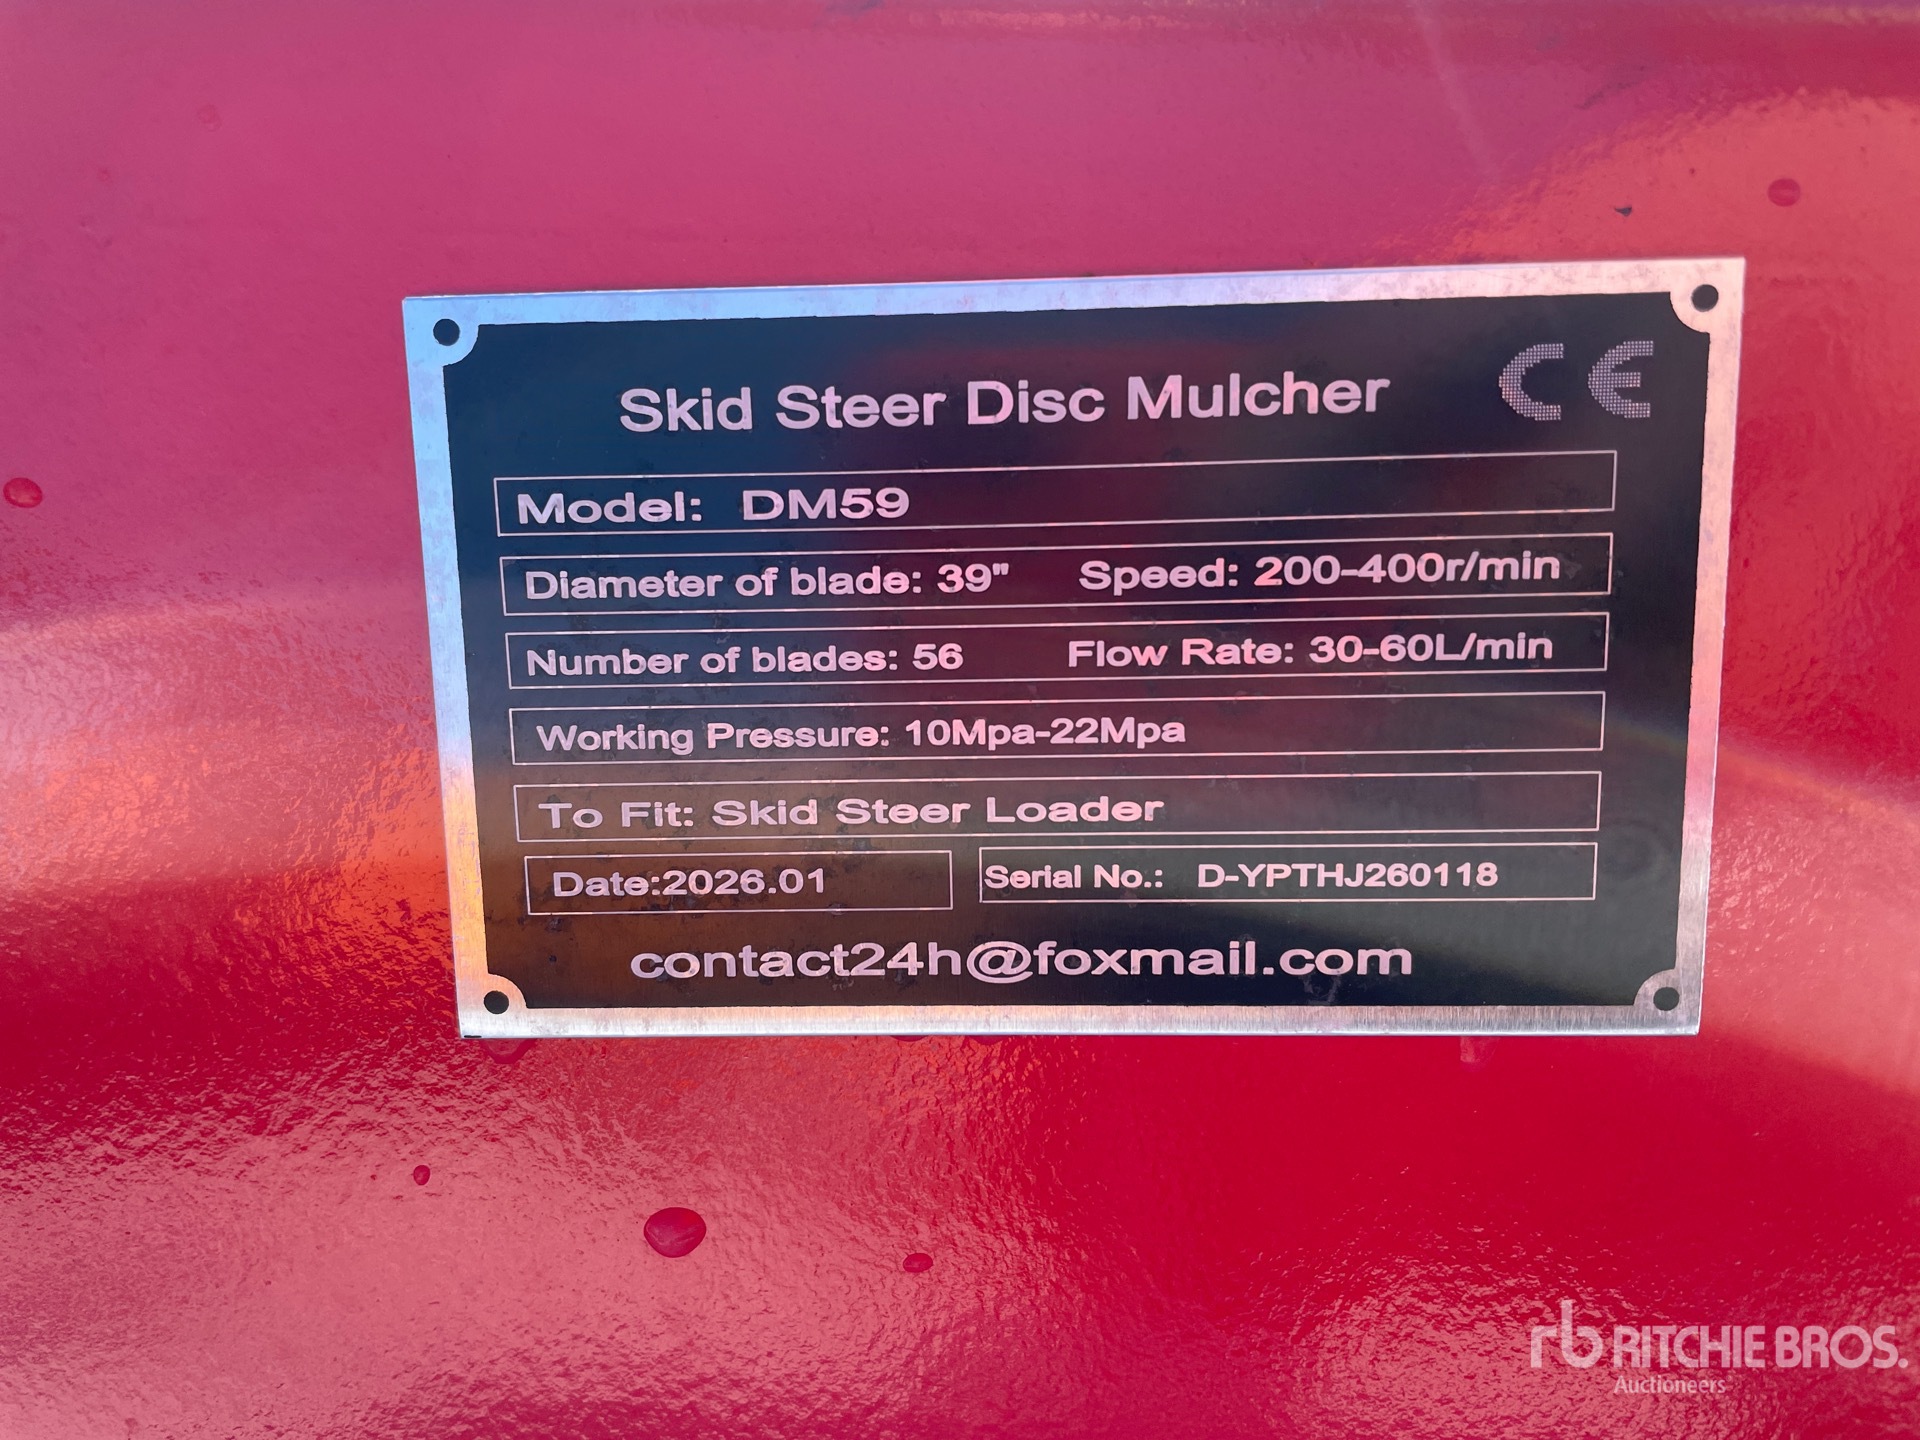 Skid Steer Disc Mulcher CE
Model: DM59
Diameter of blade: 39" Speed: 200-400r/min
Number of blades: 56 Flow Rate: 30-60L/min
Working Pressure: 10Mpa-22Mpa
To Fit: Skid Steer Loader
Date:2026.01 Serial No.: D-YPTHJ260118
contact24h@foxmail.com
rb RITCHIE BROS.
Auctioneers